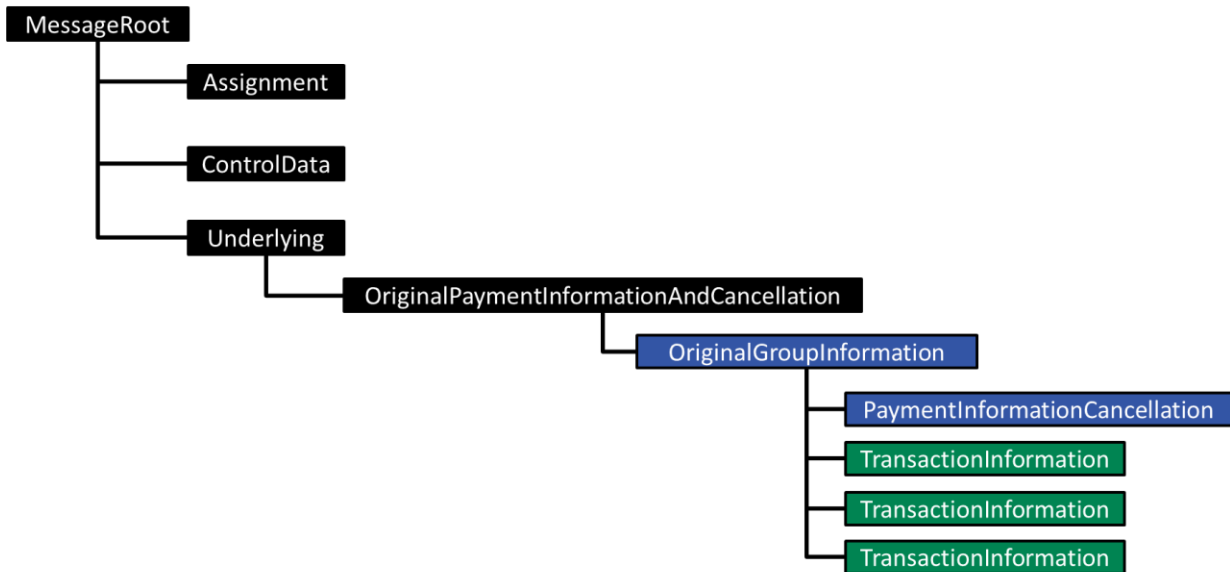 MessageRoot
Assignment
ControlData
Underlying
OriginalPaymentInformationAndCancellation
OriginalGroupInformation
PaymentInformationCancellation
TransactionInformation
TransactionInformation
TransactionInformation